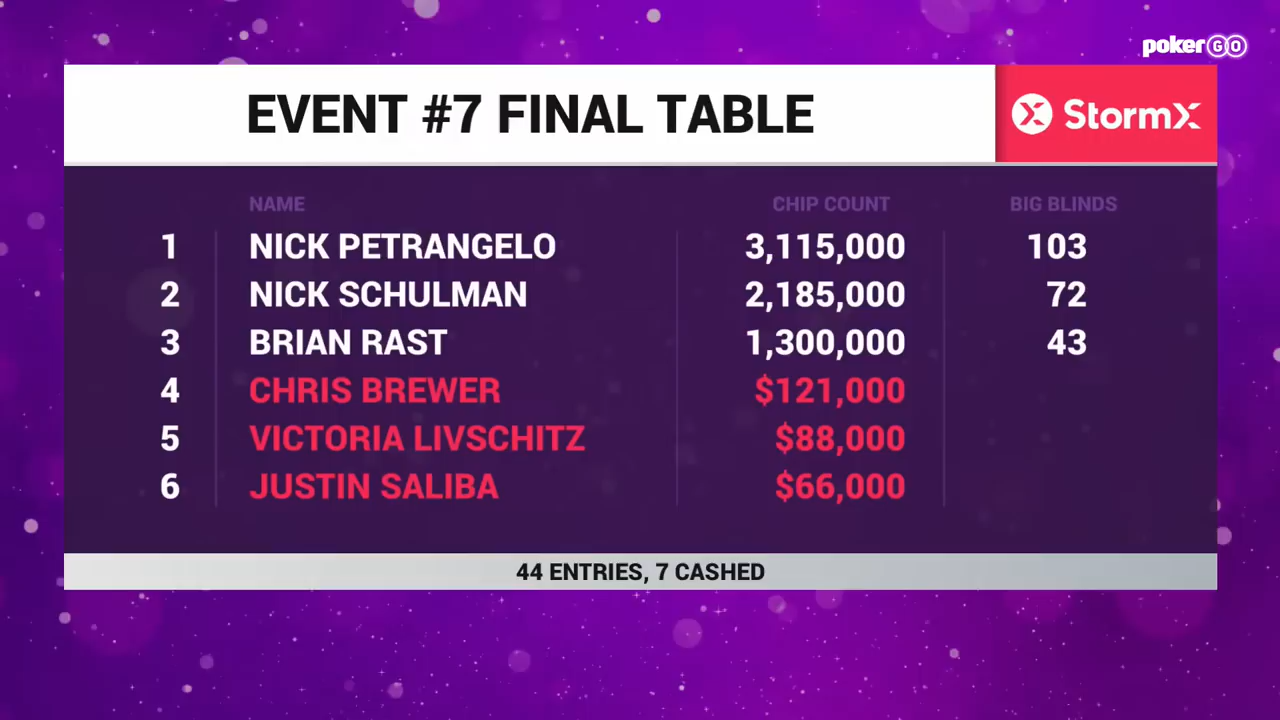 poker GO
EVENT #7 FINAL TABLE
StormX
NAME CHIP COUNT BIG BLINDS
1 NICK PETRANGELO 3,115,000 103
2 NICK SCHULMAN 2,185,000 72
3 BRIAN RAST 1,300,000 43
4 CHRIS BREWER $121,000
5 VICTORIA LIVSCHITZ $88,000
6 JUSTIN SALIBA $66,000
44 ENTRIES, 7 CASHED